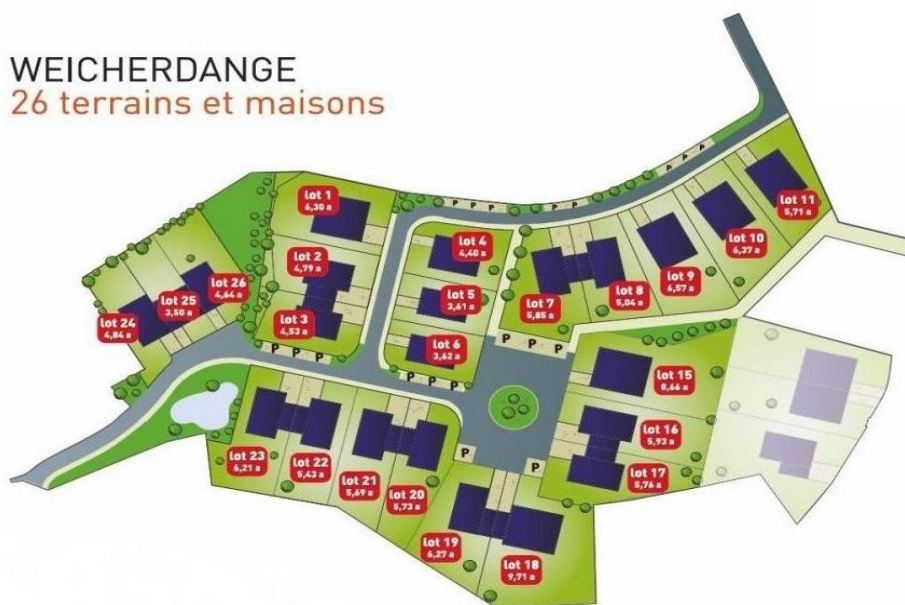 WEICHERDANGE
26 terrains et maisons
lot 1
6,30 a
lot 2
4,79 a
lot 3
4,53 a
lot 4
4,40 a
lot 5
3,61 a
lot 6
3,62 a
lot 7
5,85 a
lot 8
5,04 a
lot 9
6,57 a
lot 10
6,37 a
lot 11
5,71 a
lot 15
8,66 a
lot 16
5,93 a
lot 17
5,76 a
lot 18
9,71 a
lot 19
6,27 a
lot 20
5,73 a
lot 21
5,69 a
lot 22
5,43 a
lot 23
6,21 a
lot 24
4,84 a
lot 25
3,50 a
lot 26
4,64 a
P P P
P P
P P P
P P P
P P P
P P P
P
P